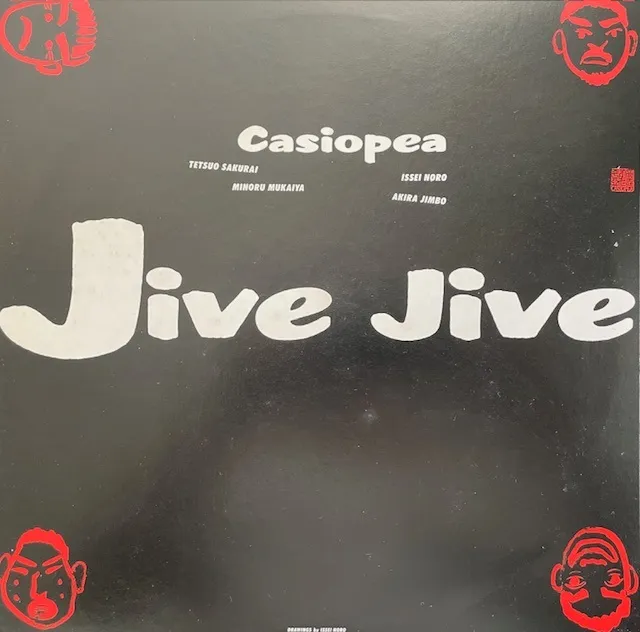 Casiopea
TETSUO SAKURAI
ISSEI NORO
MINORU MUKAIYA
AKIRA JIMBO
Jive Jive
DRAWINGS by ISSEI NORO